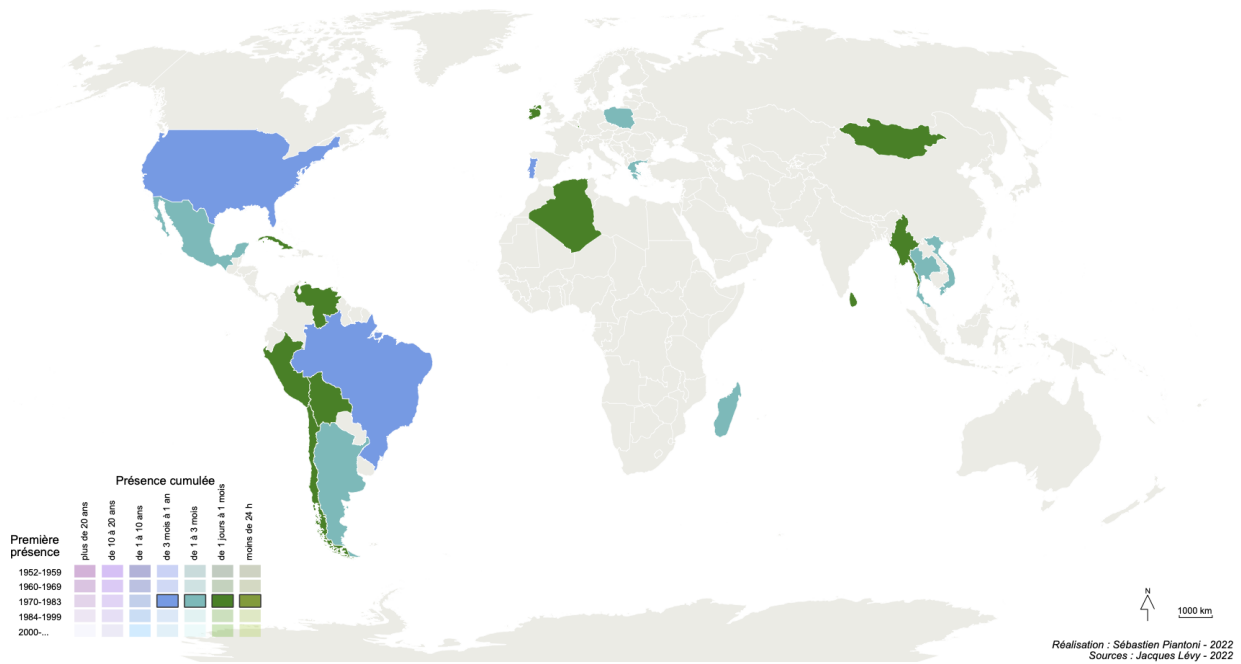 Présence cumulée
Première
présence
plus de 20 ans
de 10 à 20 ans
de 1 à 10 ans
de 3 mois à 1 an
de 1 à 3 mois
de 1 jours à 1 mois
moins de 24 h
1952-1959
1960-1969
1970-1983
1984-1999
2000-...
N
1000 km
Réalisation : Sébastien Piantoni - 2022
Sources : Jacques Lévy - 2022